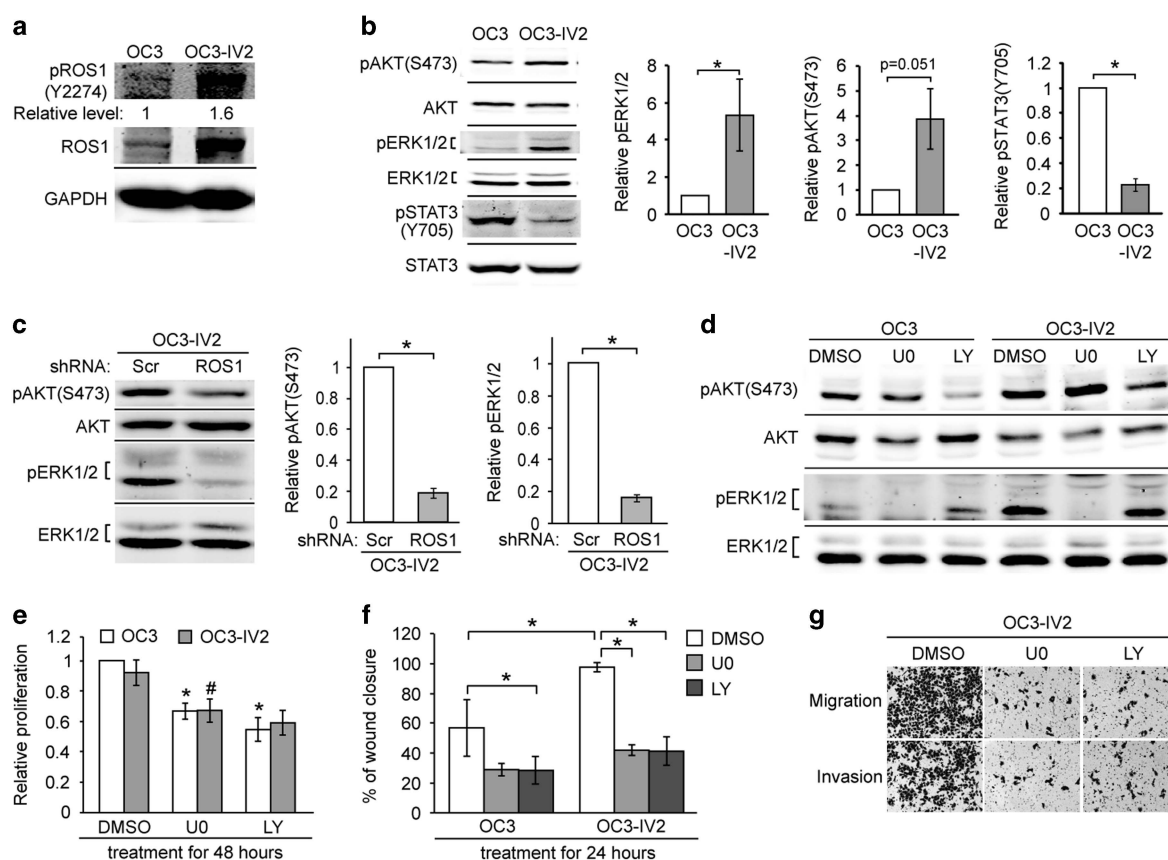 a
OC3 OC3-IV2
pROS1
(Y2274)
Relative level: 1 1.6
ROS1
GAPDH
b
OC3 OC3-IV2
pAKT(S473)
AKT
pERK1/2
ERK1/2
pSTAT3
(Y705)
STAT3
Relative pERK1/2
8
6
4
2
0
*
OC3 OC3
-IV2
Relative pAKT(S473)
6
5
4
3
2
1
0
p=0.051
OC3 OC3
-IV2
Relative pSTAT3(Y705)
1.2
1
0.8
0.6
0.4
0.2
0
*
OC3 OC3
-IV2
c
OC3-IV2
shRNA: Scr ROS1
pAKT(S473)
AKT
pERK1/2
ERK1/2
Relative pAKT(S473)
1
0.8
0.6
0.4
0.2
0
*
shRNA: Scr ROS1
OC3-IV2
Relative pERK1/2
1
0.8
0.6
0.4
0.2
0
*
shRNA: Scr ROS1
OC3-IV2
d
OC3 OC3-IV2
DMSO U0 LY DMSO U0 LY
pAKT(S473)
AKT
pERK1/2
ERK1/2
e
Relative proliferation
1.2
1
0.8
0.6
0.4
0.2
0
OC3 OC3-IV2
* # *
DMSO U0 LY
treatment for 48 hours
f
% of wound closure
120
100
80
60
40
20
0
* * * *
DMSO
U0
LY
OC3 OC3-IV2
treatment for 24 hours
g
OC3-IV2
DMSO U0 LY
Migration
Invasion